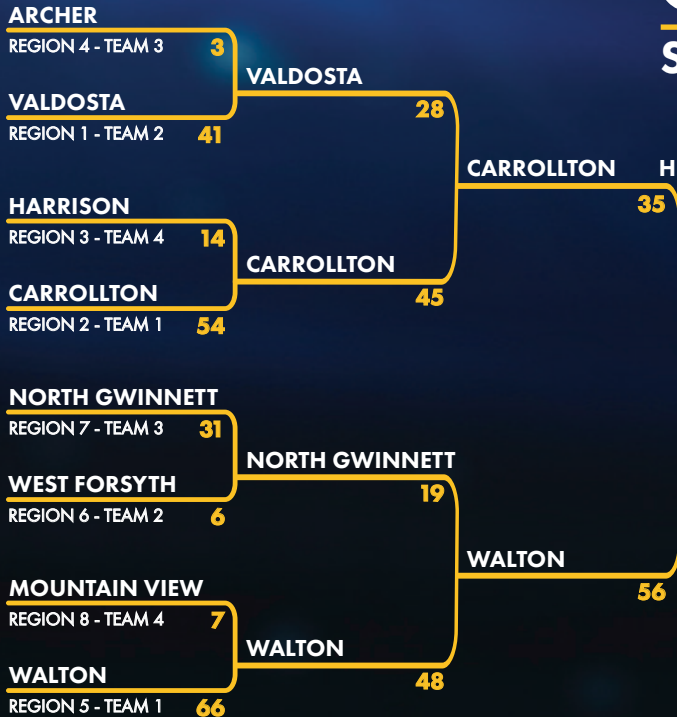 ARCHER
REGION 4 - TEAM 3 3
VALDOSTA
REGION 1 - TEAM 2 41
HARRISON
REGION 3 - TEAM 4 14
CARROLLTON
REGION 2 - TEAM 1 54
NORTH GWINNETT
REGION 7 - TEAM 3 31
WEST FORSYTH
REGION 6 - TEAM 2 6
MOUNTAIN VIEW
REGION 8 - TEAM 4 7
WALTON
REGION 5 - TEAM 1 66
VALDOSTA
28
CARROLLTON
45
NORTH GWINNETT
19
WALTON
48
CARROLLTON H
35
WALTON
56
S